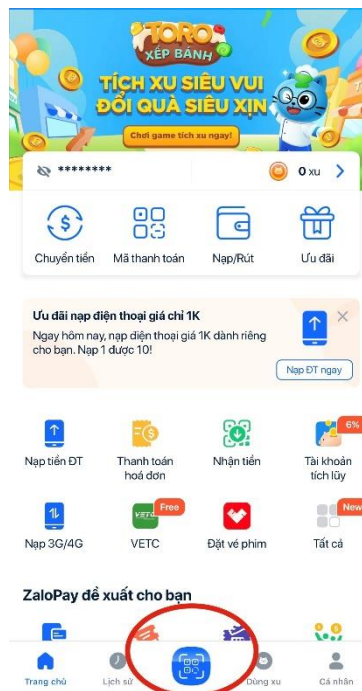 TORO
XẾP BÁNH
TÍCH XU SIÊU VUI
ĐỔI QUÀ SIÊU XỊN
Chơi game tích xu ngay!
******** 0 xu
Chuyển tiền Mã thanh toán Nạp/Rút Ưu đãi
Ưu đãi nạp điện thoại giá chỉ 1K
Ngay hôm nay, nạp điện thoại giá 1K dành riêng
cho bạn. Nạp 1 được 10!
Nạp ĐT ngay
6%
Nạp tiền ĐT Thanh toán Nhận tiền Tài khoản
hoá đơn tích lũy
VETC Free New
Nạp 3G/4G VETC Đặt vé phim Tất cả
ZaloPay đề xuất cho bạn
Trang chủ Lịch sử Dùng xu Cá nhân